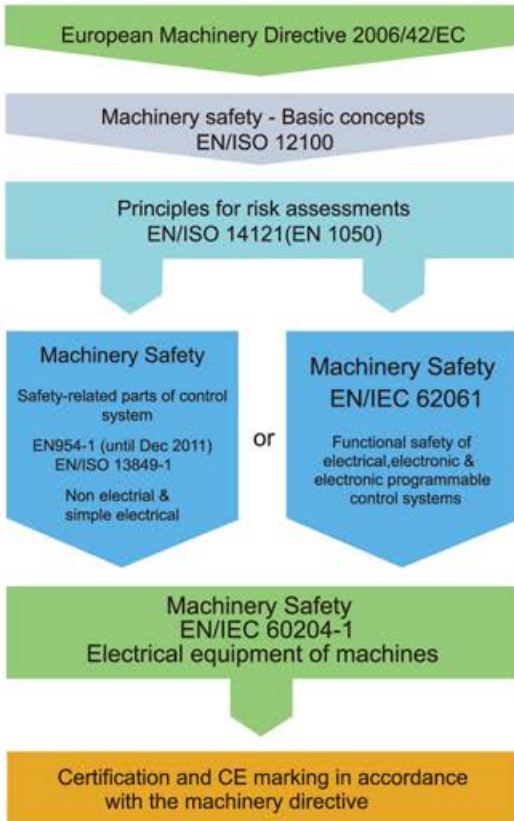 European Machinery Directive 2006/42/EC
Machinery safety - Basic concepts
EN/ISO 12100
Principles for risk assessments
EN/ISO 14121(EN 1050)
Machinery Safety
Safety-related parts of control
system
EN954-1 (until Dec 2011)
EN/ISO 13849-1
Non electrial &
simple electrical
or
Machinery Safety
EN/IEC 62061
Functional safety of
electrical,electronic &
electronic programmable
control systems
Machinery Safety
EN/IEC 60204-1
Electrical equipment of machines
Certification and CE marking in accordance
with the machinery directive